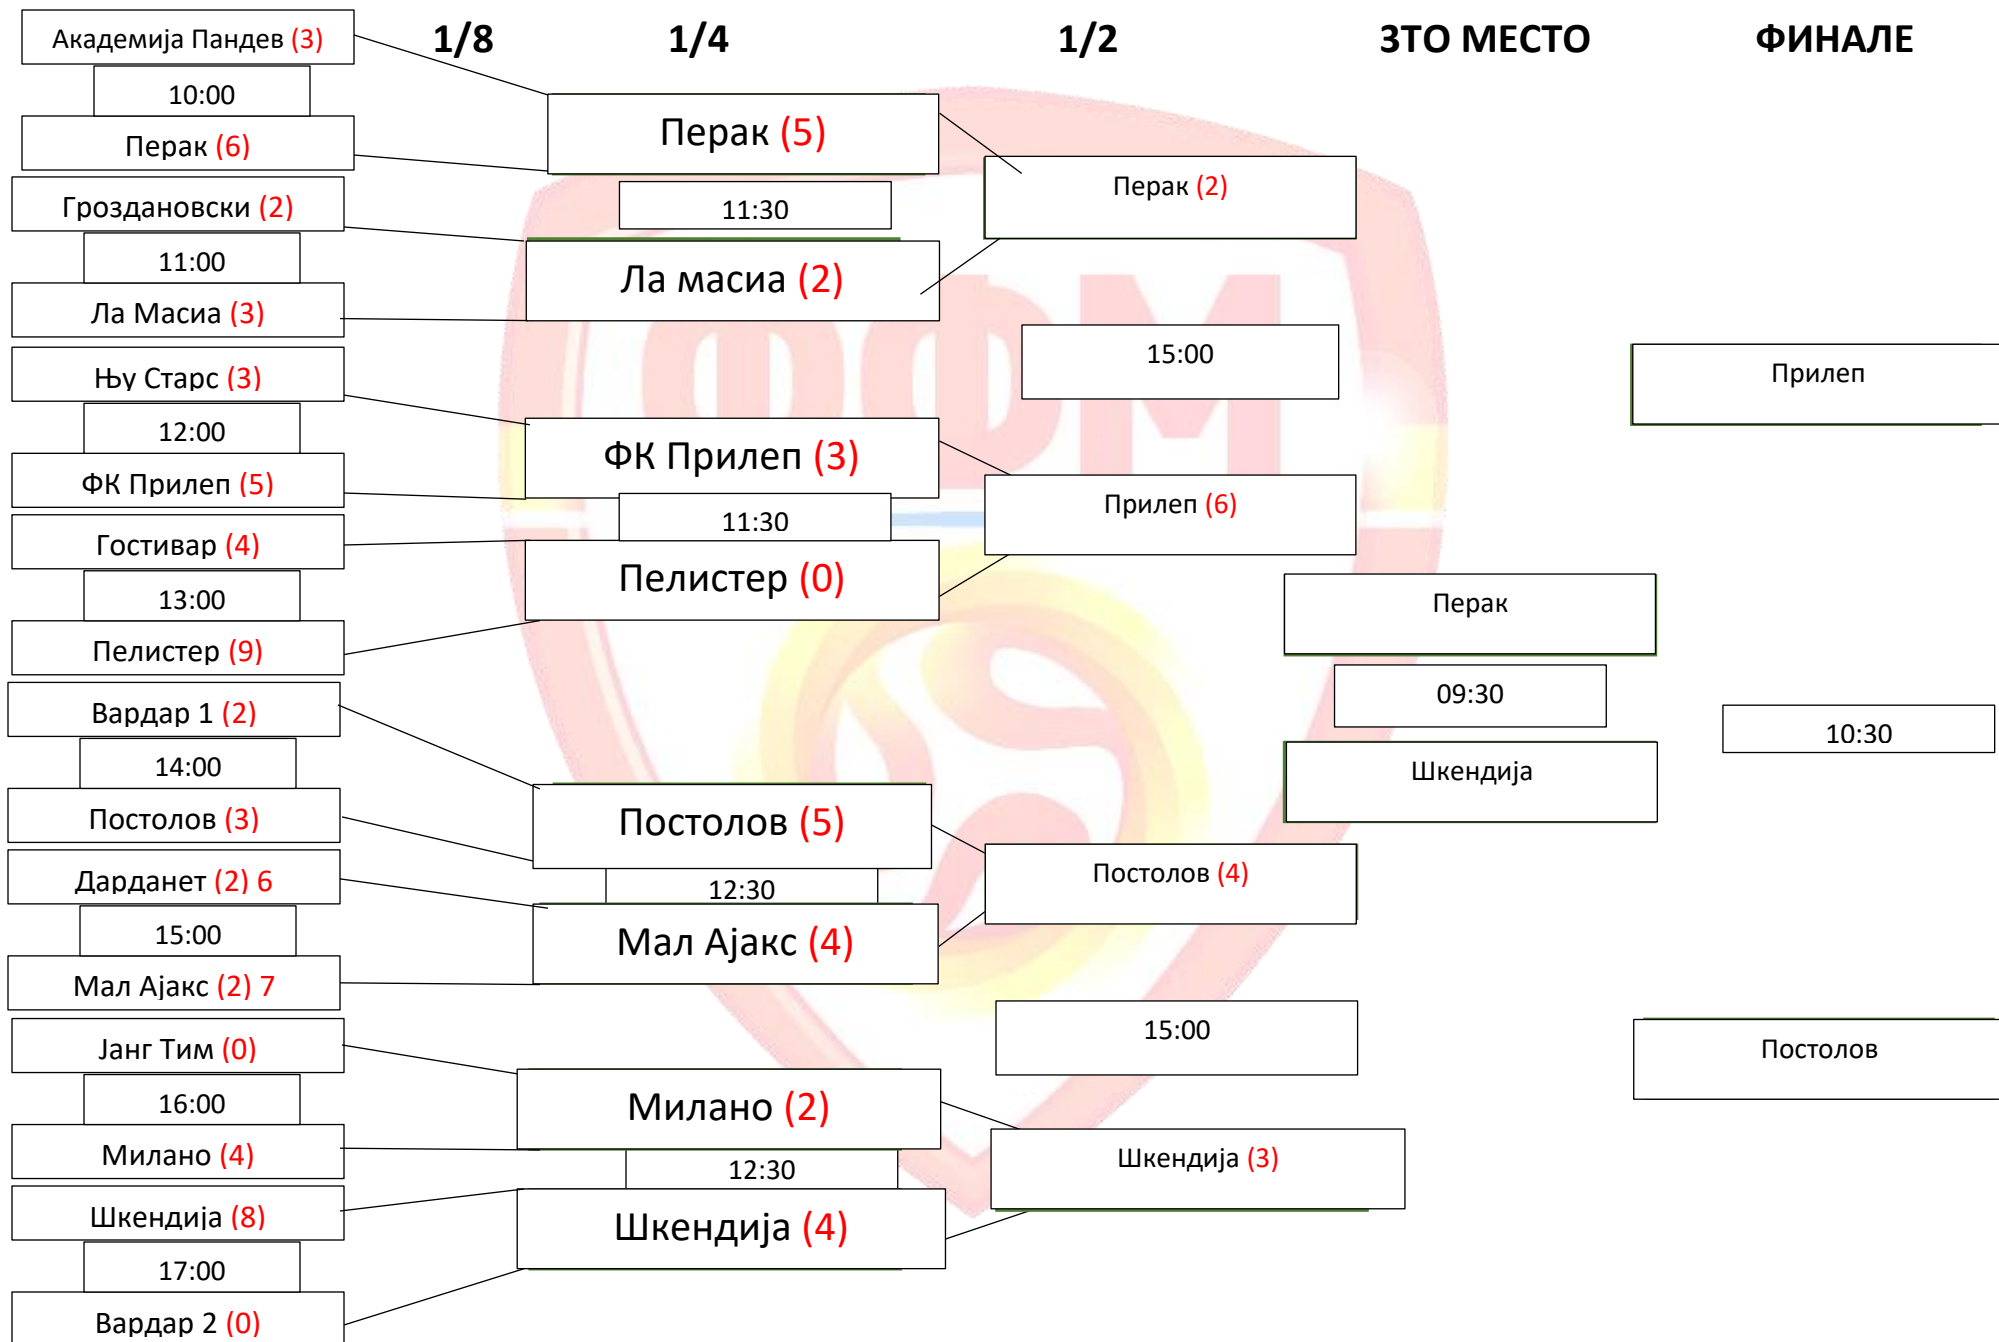 1/8
1/4
1/2
3ТО МЕСТО
ФИНАЛЕ
Академија Пандев (3)
10:00
Перак (6)
Гроздановски (2)
11:00
Ла Масиа (3)
Њу Старс (3)
12:00
ФК Прилеп (5)
Гостивар (4)
13:00
Пелистер (9)
Вардар 1 (2)
14:00
Постолов (3)
Дарданет (2) 6
15:00
Мал Ајакс (2) 7
Јанг Тим (0)
16:00
Милано (4)
Шкендија (8)
17:00
Вардар 2 (0)
Перак (5)
11:30
Ла масиа (2)
ФК Прилеп (3)
11:30
Пелистер (0)
Постолов (5)
12:30
Мал Ајакс (4)
Милано (2)
12:30
Шкендија (4)
Перак (2)
15:00
Прилеп (6)
Постолов (4)
15:00
Шкендија (3)
Перак
09:30
Шкендија
Прилеп
10:30
Постолов
ФФМ